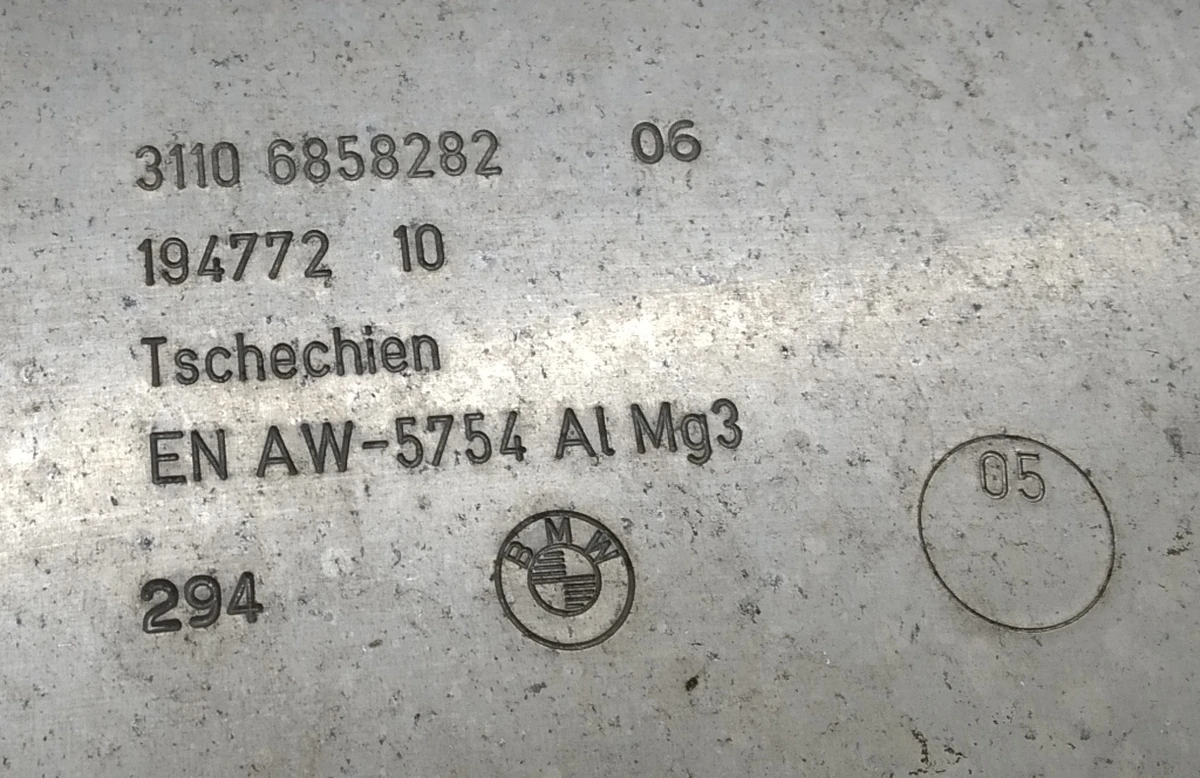 3110 6858282 06
194772 10
Tschechien
EN AW-5754 Al Mg3
05
294
BMW